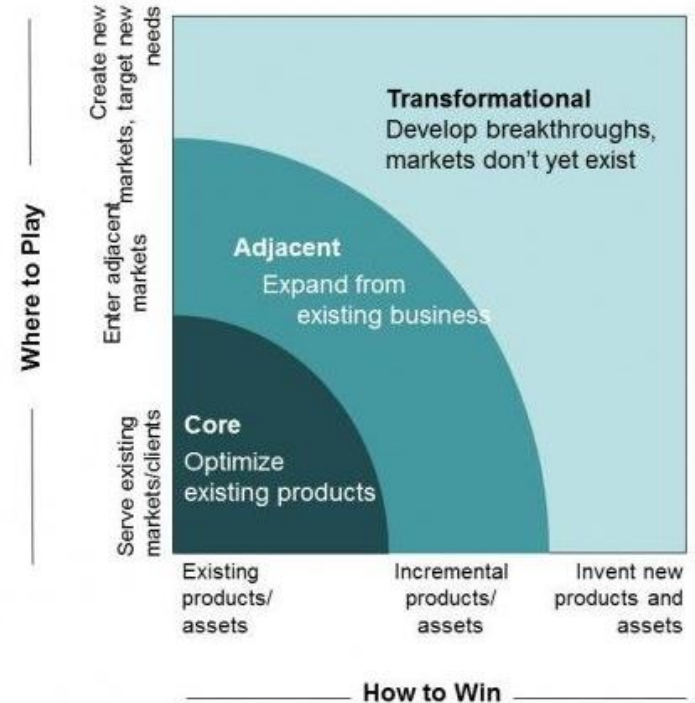 Where to Play
Create new
markets, target new
needs
Enter adjacent
markets
Serve existing
markets/clients
Transformational
Develop breakthroughs,
markets don't yet exist
Adjacent
Expand from
existing business
Core
Optimize
existing products
Existing
products/
assets
Incremental
products/
assets
Invent new
products and
assets
How to Win